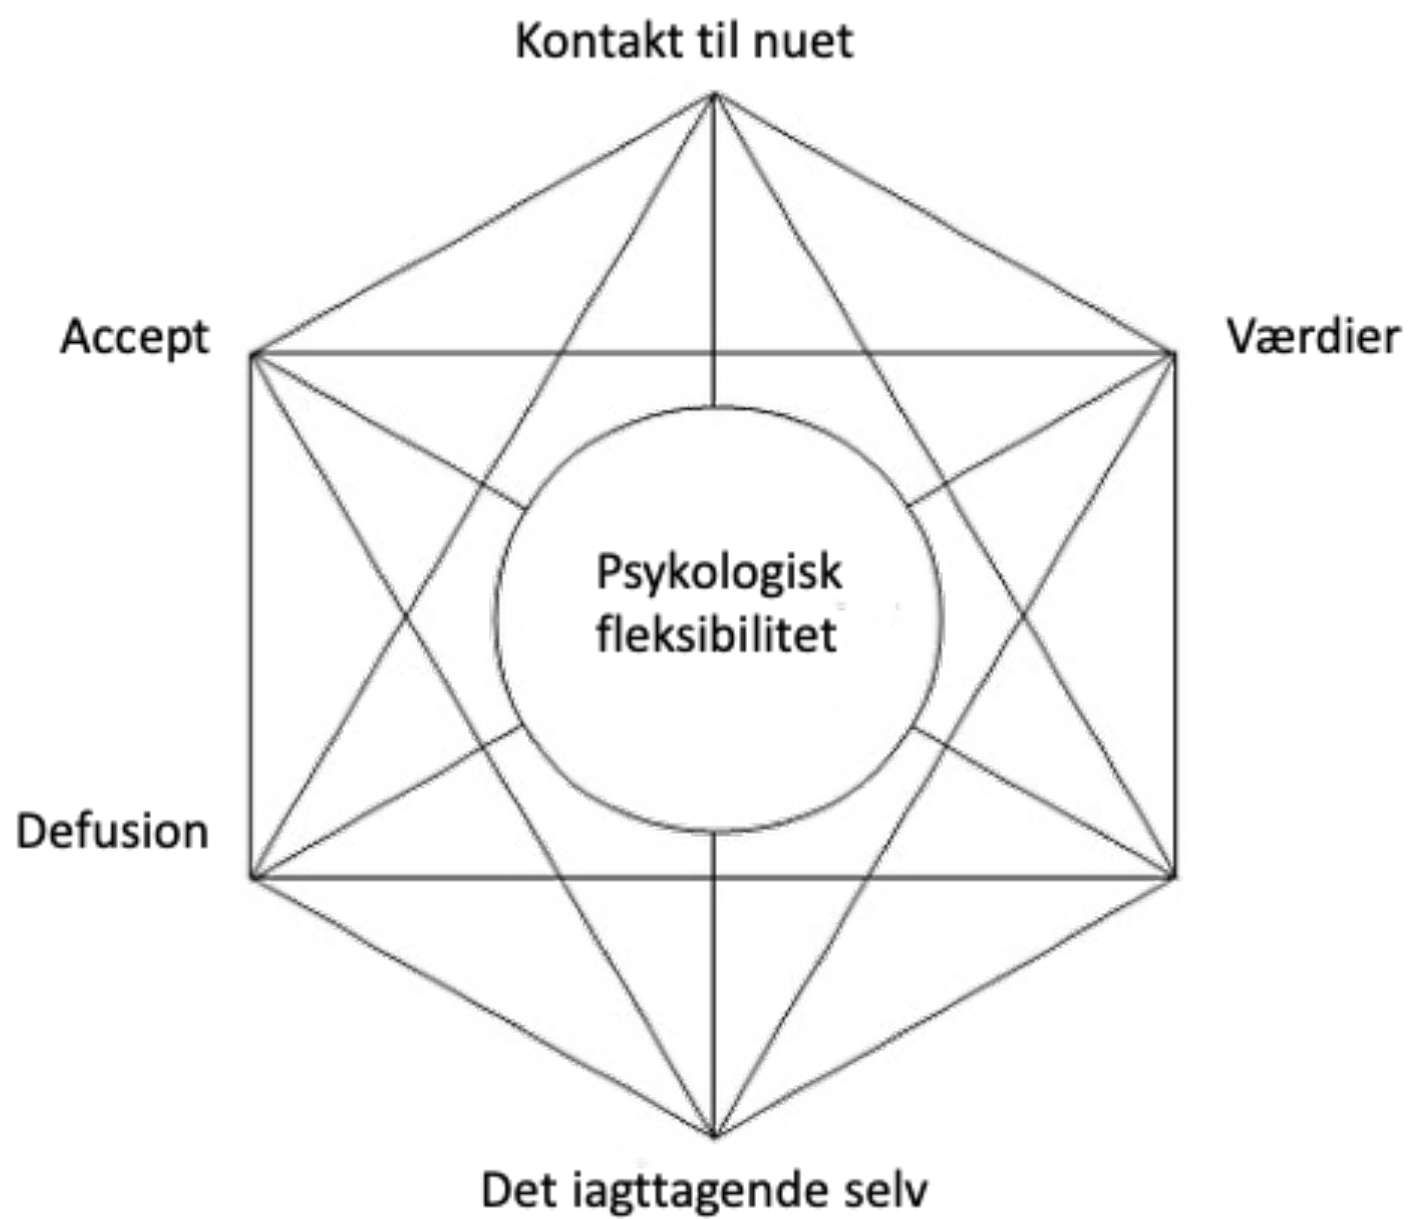 Kontakt til nuet
Accept
Værdier
Psykologisk
fleksibilitet
Defusion
Det iagttagende selv